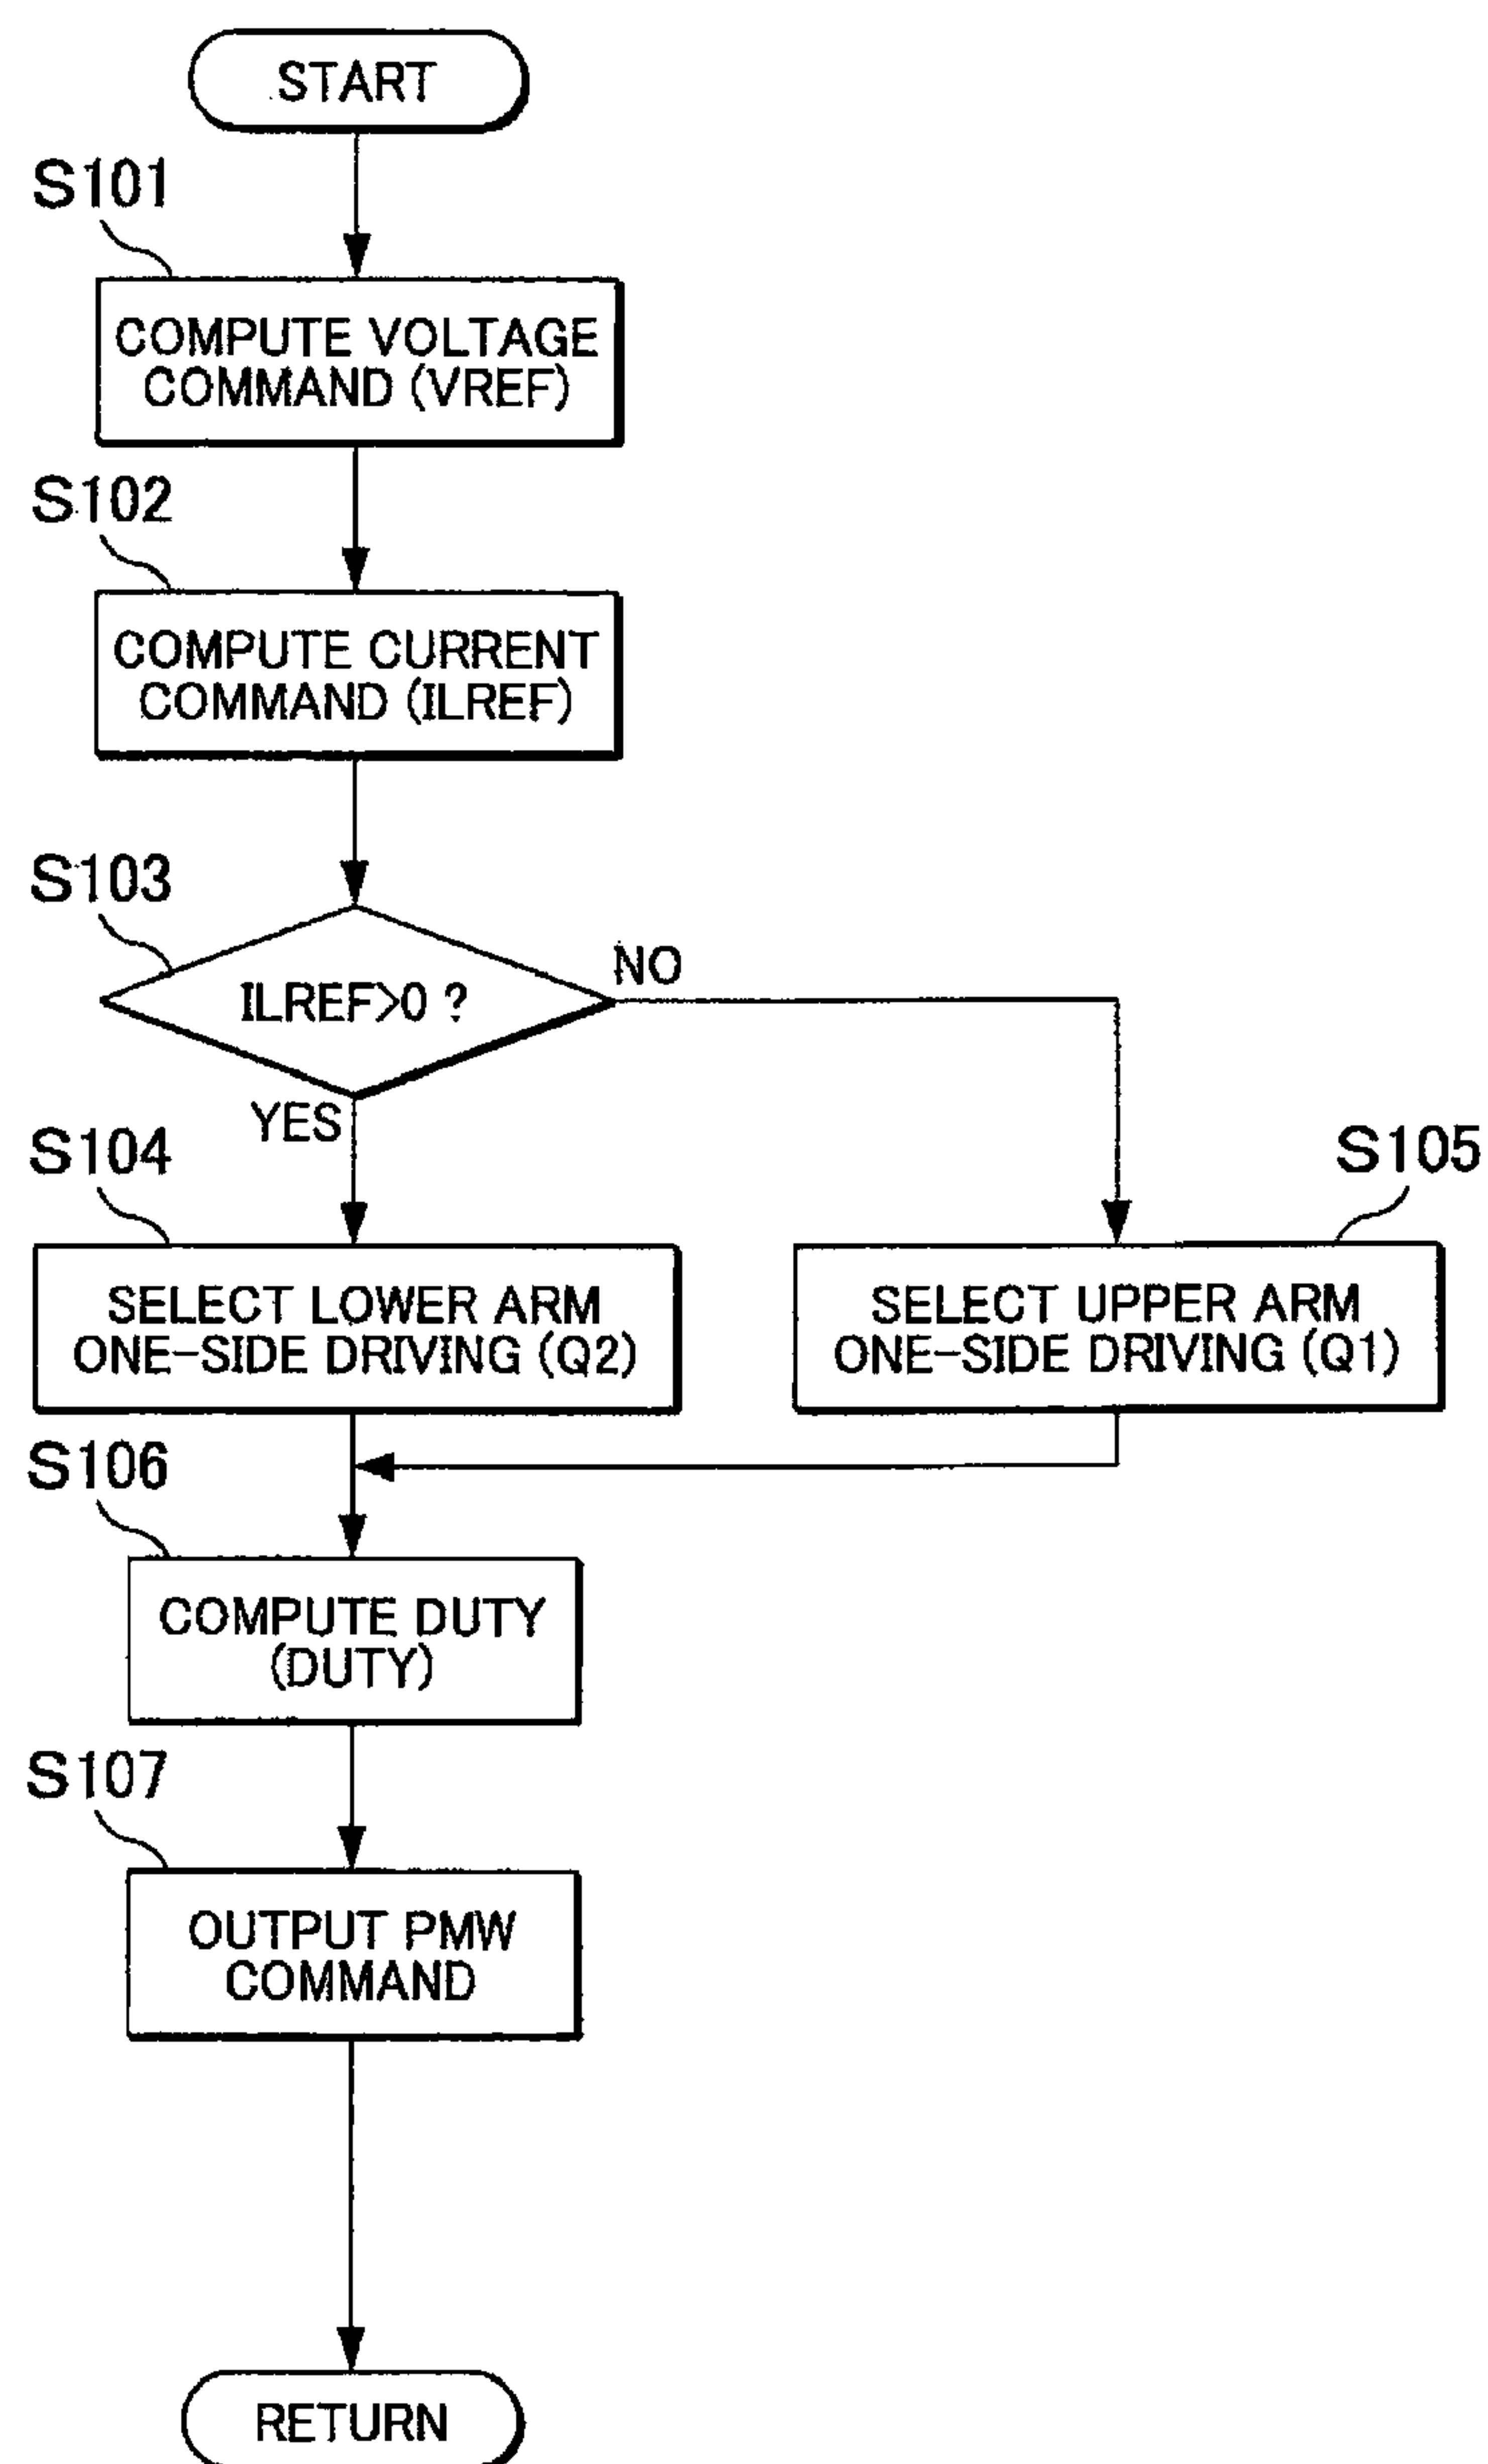 START
S101
COMPUTE VOLTAGE
COMMAND (VREF)
S102
COMPUTE CURRENT
COMMAND (ILREF)
S103
ILREF>0 ?
NO
YES
S104
SELECT LOWER ARM
ONE-SIDE DRIVING (Q2)
S105
SELECT UPPER ARM
ONE-SIDE DRIVING (Q1)
S106
COMPUTE DUTY
(DUTY)
S107
OUTPUT PMW
COMMAND
RETURN